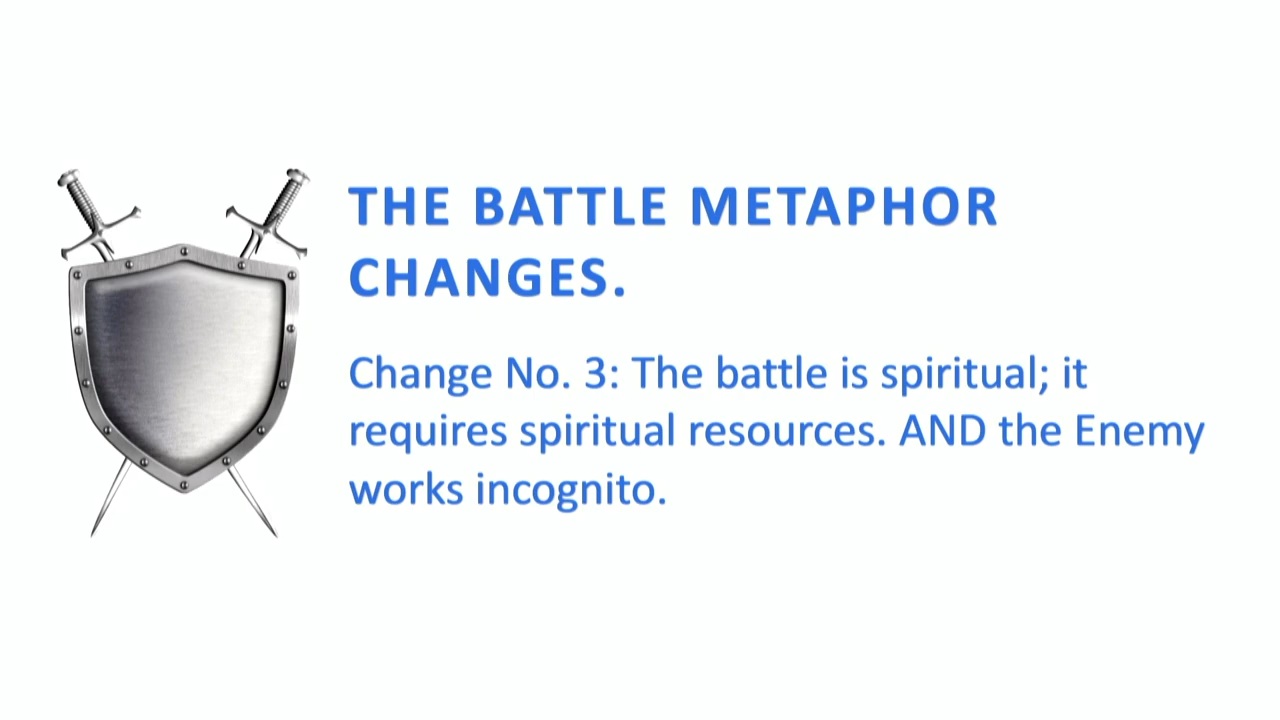 THE BATTLE METAPHOR
CHANGES.
Change No. 3: The battle is spiritual; it
requires spiritual resources. AND the Enemy
works incognito.